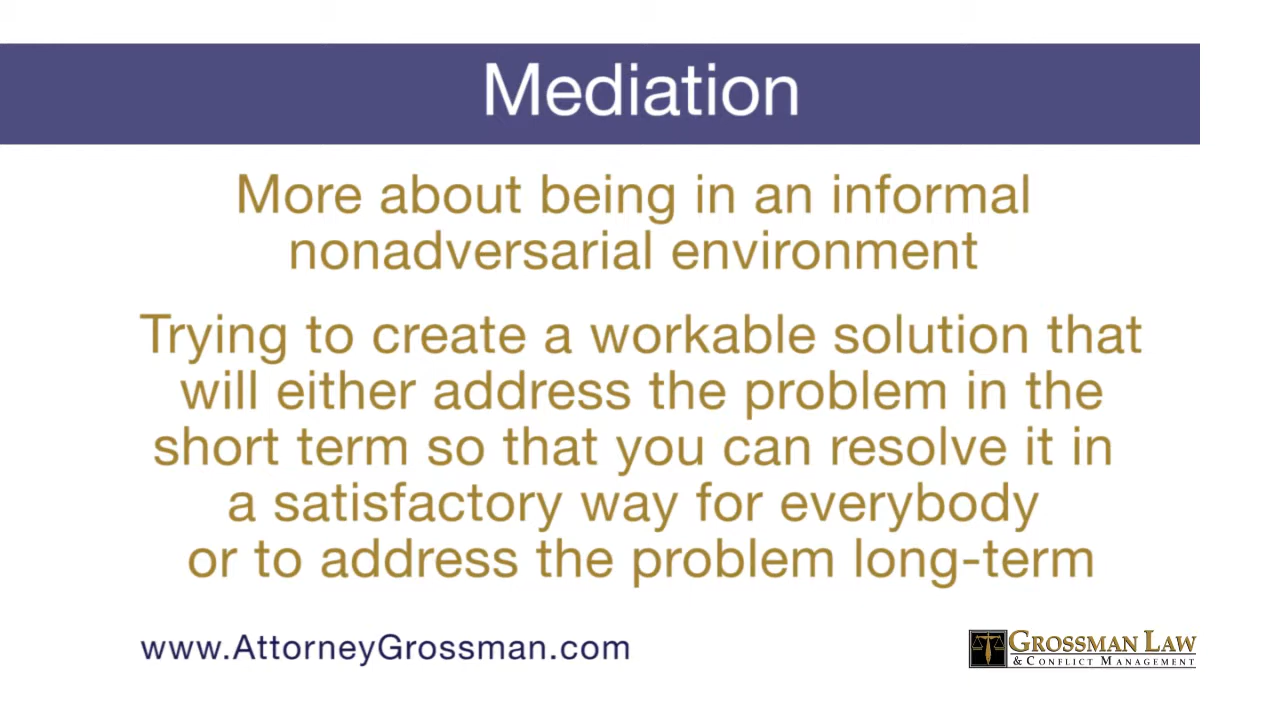 Mediation
More about being in an informal
nonadversarial environment
Trying to create a workable solution that
will either address the problem in the
short term so that you can resolve it in
a satisfactory way for everybody
or to address the problem long-term
www.AttorneyGrossman.com
GROSSMAN LAW
& CONFLICT MANAGEMENT